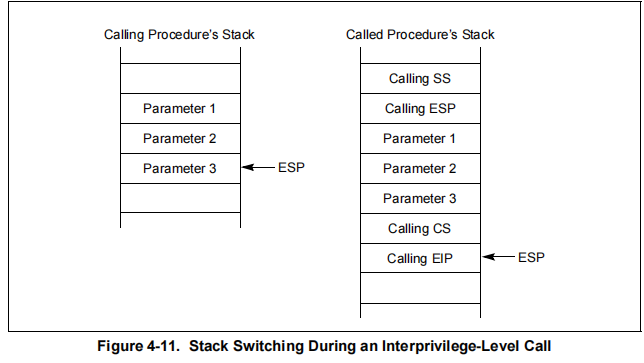 Calling Procedure's Stack
Parameter 1
Parameter 2
Parameter 3
ESP
Called Procedure's Stack
Calling SS
Calling ESP
Parameter 1
Parameter 2
Parameter 3
Calling CS
Calling EIP
ESP
Figure 4-11. Stack Switching During an Interprivilege-Level Call